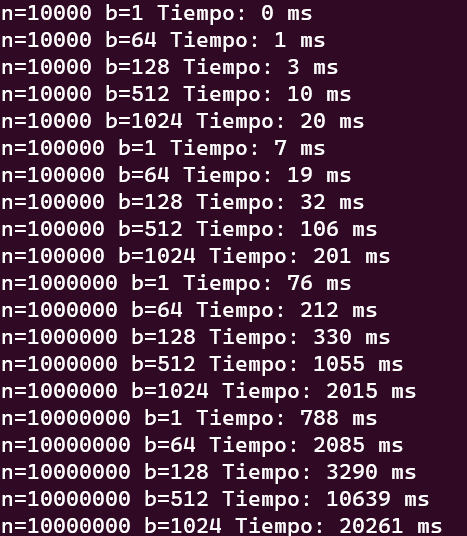 n=10000 b=1 Tiempo: 0 ms
n=10000 b=64 Tiempo: 1 ms
n=10000 b=128 Tiempo: 3 ms
n=10000 b=512 Tiempo: 10 ms
n=10000 b=1024 Tiempo: 20 ms
n=100000 b=1 Tiempo: 7 ms
n=100000 b=64 Tiempo: 19 ms
n=100000 b=128 Tiempo: 32 ms
n=100000 b=512 Tiempo: 106 ms
n=100000 b=1024 Tiempo: 201 ms
n=1000000 b=1 Tiempo: 76 ms
n=1000000 b=64 Tiempo: 212 ms
n=1000000 b=128 Tiempo: 330 ms
n=1000000 b=512 Tiempo: 1055 ms
n=1000000 b=1024 Tiempo: 2015 ms
n=10000000 b=1 Tiempo: 788 ms
n=10000000 b=64 Tiempo: 2085 ms
n=10000000 b=128 Tiempo: 3290 ms
n=10000000 b=512 Tiempo: 10639 ms
n=10000000 b=1024 Tiempo: 20261 ms